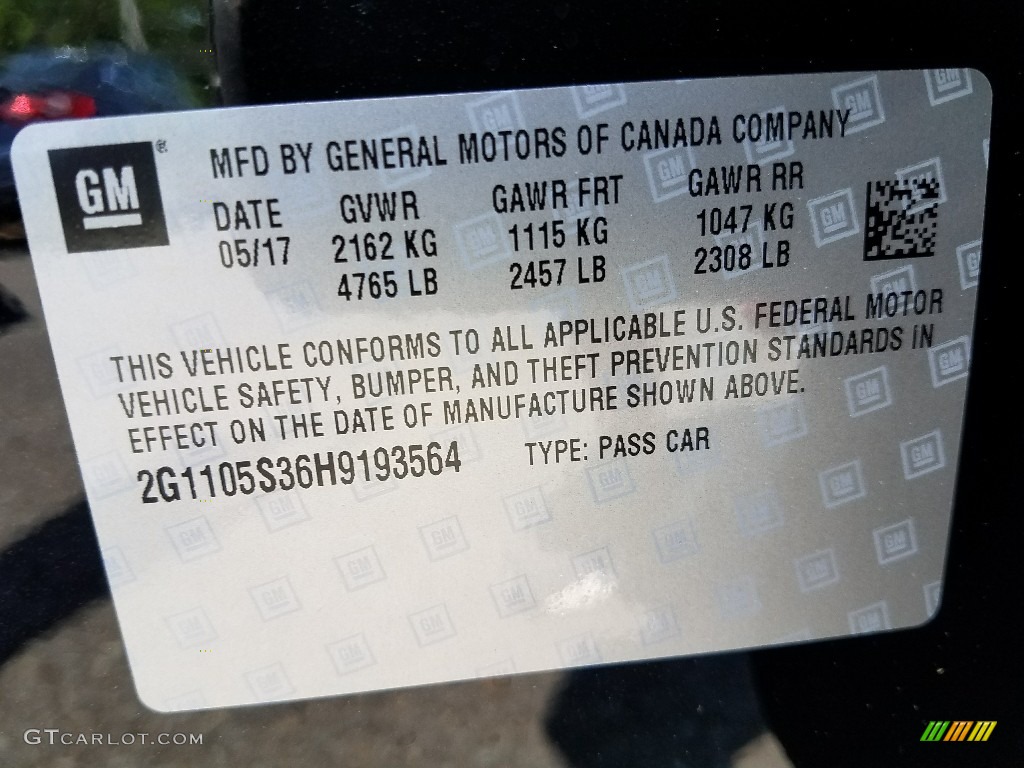 GM ®
MFD BY GENERAL MOTORS OF CANADA COMPANY
DATE GVWR GAWR FRT GAWR RR
05/17 2162 KG 1115 KG 1047 KG
4765 LB 2457 LB 2308 LB
THIS VEHICLE CONFORMS TO ALL APPLICABLE U.S. FEDERAL MOTOR
VEHICLE SAFETY, BUMPER, AND THEFT PREVENTION STANDARDS IN
EFFECT ON THE DATE OF MANUFACTURE SHOWN ABOVE.
2G1105S36H9193564 TYPE: PASS CAR
GTCARLOT.COM